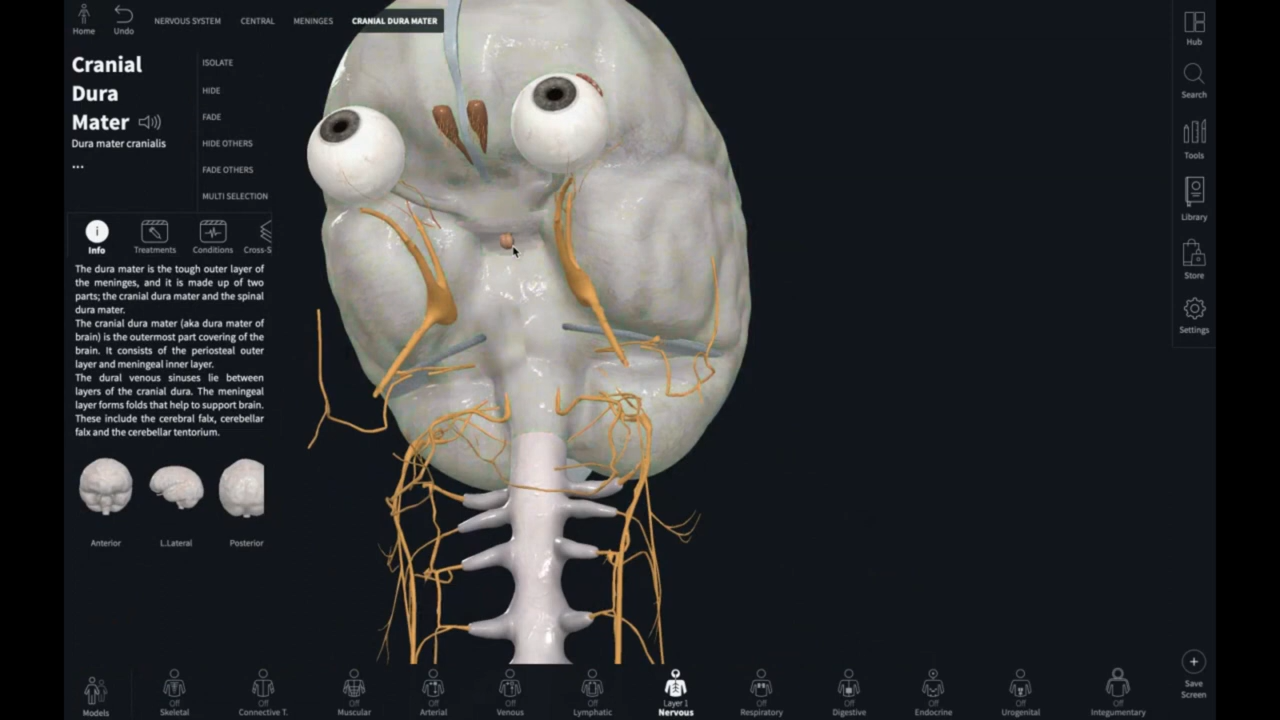 Home
Undo
NERVOUS SYSTEM
CENTRAL
MENINGES
CRANIAL DURA MATER
Cranial
Dura
Mater
Dura mater cranialis
...
ISOLATE
HIDE
FADE
HIDE OTHERS
FADE OTHERS
MULTI SELECTION
Info
Treatments
Conditions
Cross-S
The dura mater is the tough outer layer of
the meninges, and it is made up of two
parts; the cranial dura mater and the spinal
dura mater.
The cranial dura mater (aka dura mater of
brain) is the outermost part covering of the
brain. It consists of the periosteal outer
layer and meningeal inner layer.
The dural venous sinuses lie between
layers of the cranial dura. The meningeal
layer forms folds that help to support brain.
These include the cerebral falx, cerebellar
falx and the cerebellar tentorium.
Anterior
L.Lateral
Posterior
Hub
Search
Tools
Library
Store
Settings
Save
Screen
Models
Off
Skeletal
Off
Connective T.
Off
Muscular
Off
Arterial
Off
Venous
Off
Lymphatic
Layer 1
Nervous
Off
Respiratory
Off
Digestive
Off
Endocrine
Off
Urogenital
Off
Integumentary